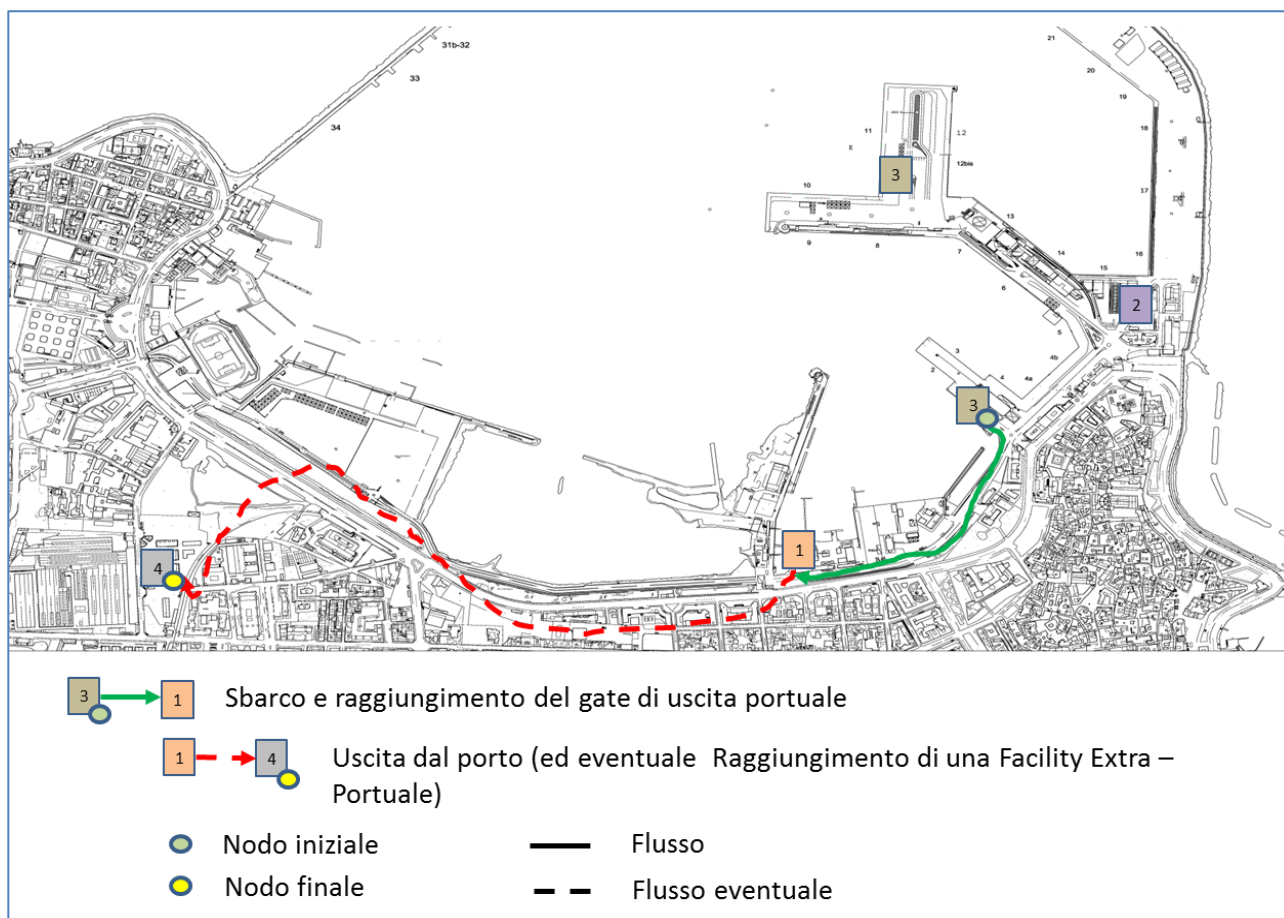 31b-32
33
34
21
20
19
18
17
16
15
14
13
12
12bis
11
10
9
8
7
6
5
4b
4a
4
3
2
3
2
3
1
4
3
1
Sbarco e raggiungimento del gate di uscita portuale
1
4
Uscita dal porto (ed eventuale Raggiungimento di una Facility Extra –
Portuale)
Nodo iniziale
Flusso
Nodo finale
Flusso eventuale